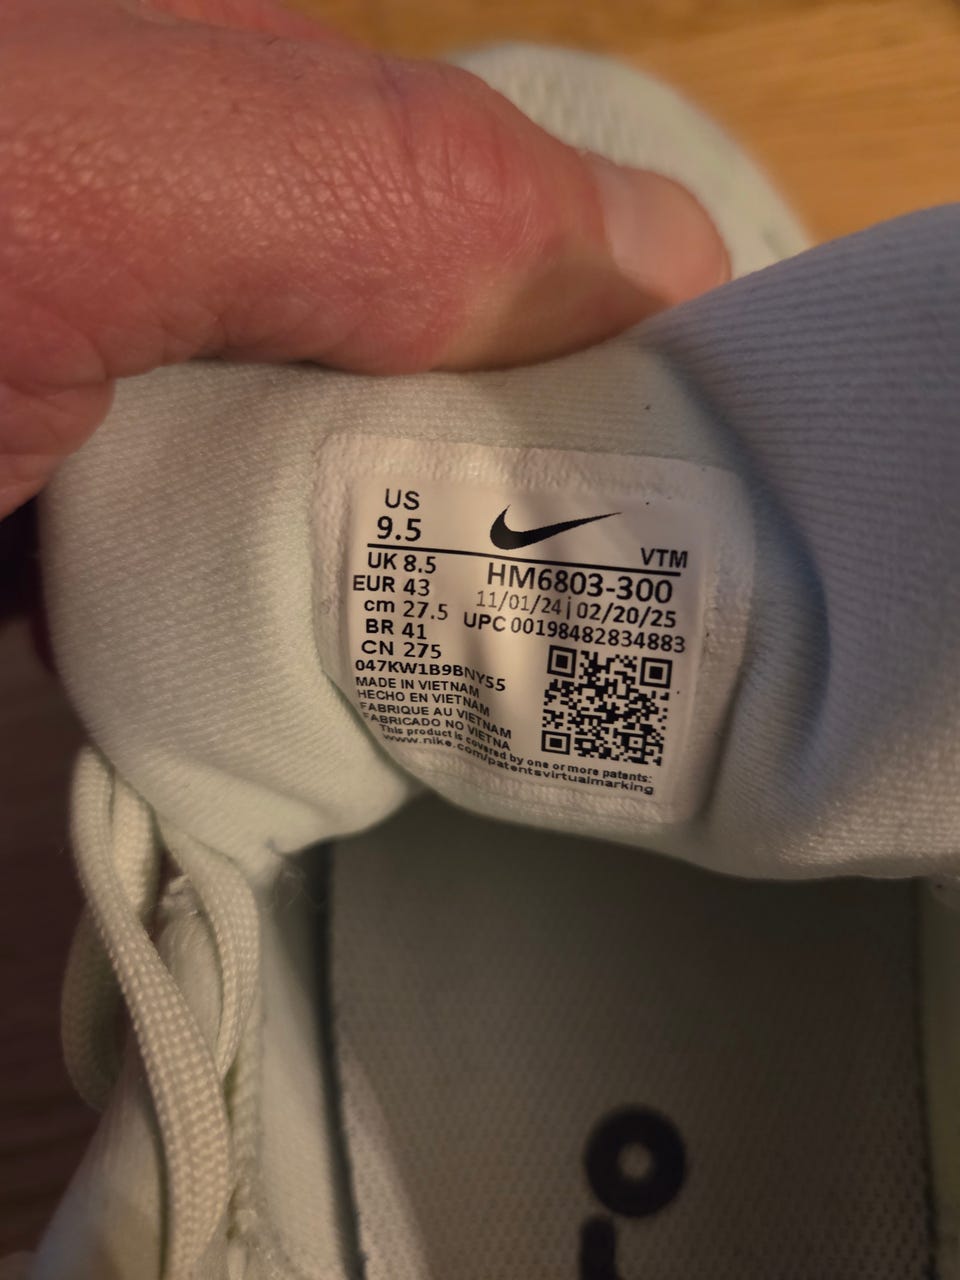 US
9.5
VTM
UK 8.5
HM6803-300
EUR 43
11/01/24 | 02/20/25
cm 27.5
UPC 00198482834883
BR 41
CN 275
047KW1B9BNY55
MADE IN VIETNAM
HECHO EN VIETNAM
FABRIQUE AU VIETNAM
FABRICADO NO VIETNA
This product is covered by one or more patents:
www.nike.com/patentsvirtualmarking